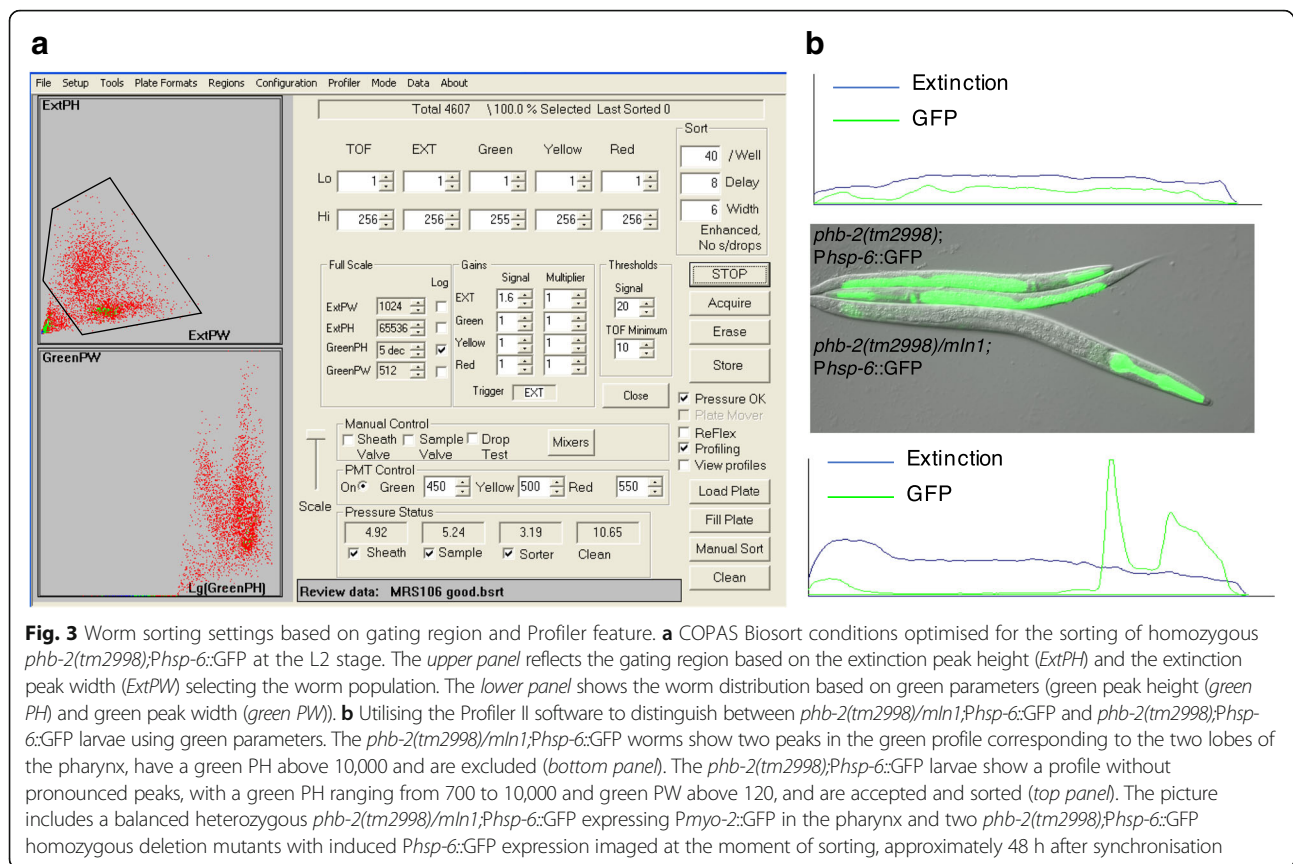 a
b
File Setup Tools Plate Formats Regions Configuration Profiler Mode Data About
ExtPH
ExtPW
GreenPW
Lg[GreenPH]
Total 4607 \100.0 % Selected Last Sorted 0
TOF EXT Green Yellow Red
Lo 1 1 1 1 1
Hi 256 256 255 256 256
Sort
40 / Well
8 Delay
6 Width
Enhanced,
No s/drops
Full Scale
Log
ExtPW 1024
ExtPH 65536
GreenPH 5 dec
GreenPW 512
Gains
Signal Multiplier
EXT 1.6 1
Green 1 1
Yellow 1 1
Red 1 1
Trigger EXT
Thresholds
Signal
20
TOF Minimum
10
Close
STOP
Acquire
Erase
Store
Pressure OK
Plate Mover
ReFlex
Profiling
View profiles
Load Plate
Fill Plate
Manual Sort
Clean
Scale
Manual Control
Sheath Valve
Sample Valve
Drop Test
Mixers
PMT Control
On Green 450 Yellow 500 Red 550
Pressure Status
4.92 5.24 3.19 10.65
Sheath Sample Sorter Clean
Review data: MRS106 good.bsrt
Extinction
GFP
phb-2(tm2998);
Phsp-6::GFP
phb-2(tm2998)/mln1;
Phsp-6::GFP
Extinction
GFP
Fig. 3 Worm sorting settings based on gating region and Profiler feature. a COPAS Biosort conditions optimised for the sorting of homozygous
phb-2(tm2998);Phsp-6::GFP at the L2 stage. The upper panel reflects the gating region based on the extinction peak height (ExtPH) and the extinction
peak width (ExtPW) selecting the worm population. The lower panel shows the worm distribution based on green parameters (green peak height (green
PH) and green peak width (green PW)). b Utilising the Profiler II software to distinguish between phb-2(tm2998)/mln1;Phsp-6::GFP and phb-2(tm2998);Phsp-
6::GFP larvae using green parameters. The phb-2(tm2998)/mln1;Phsp-6::GFP worms show two peaks in the green profile corresponding to the two lobes of
the pharynx, have a green PH above 10,000 and are excluded (bottom panel). The phb-2(tm2998);Phsp-6::GFP larvae show a profile without
pronounced peaks, with a green PH ranging from 700 to 10,000 and green PW above 120, and are accepted and sorted (top panel). The picture
includes a balanced heterozygous phb-2(tm2998)/mln1;Phsp-6::GFP expressing Pmyo-2::GFP in the pharynx and two phb-2(tm2998);Phsp-6::GFP
homozygous deletion mutants with induced Phsp-6::GFP expression imaged at the moment of sorting, approximately 48 h after synchronisation